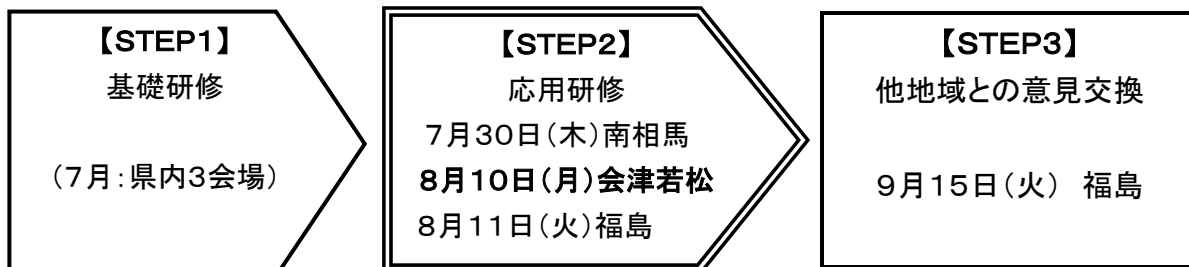 【STEP1】
基礎研修
(7月:県内3会場)
【STEP2】
応用研修
7月30日(木)南相馬
8月10日(月)会津若松
8月11日(火)福島
【STEP3】
他地域との意見交換
9月15日(火) 福島